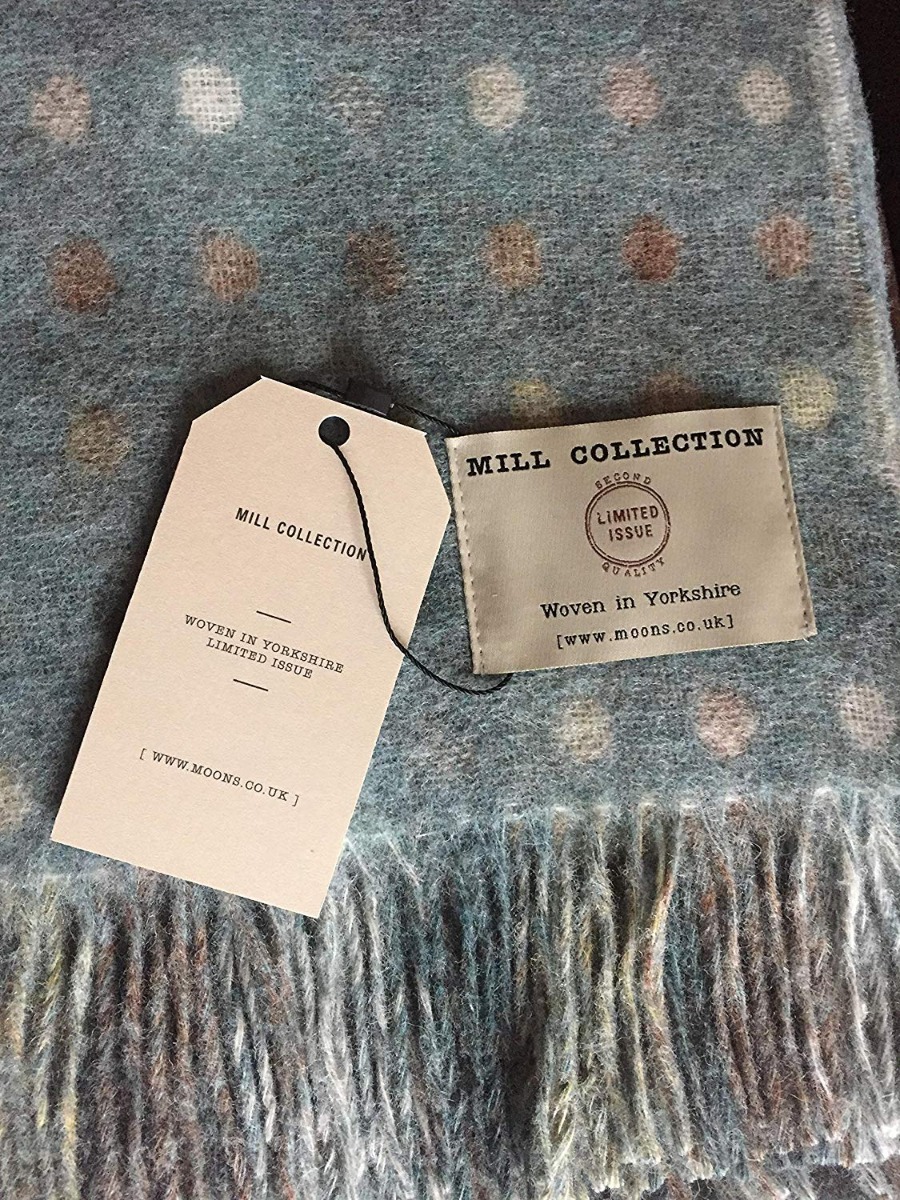 MILL COLLECTION
WOVEN IN YORKSHIRE
LIMITED ISSUE
[ WWW.MOONS.CO.UK ]
MILL COLLECTION
SECOND
LIMITED
ISSUE
QUALITY
Woven in Yorkshire
[www.moons.co.uk]